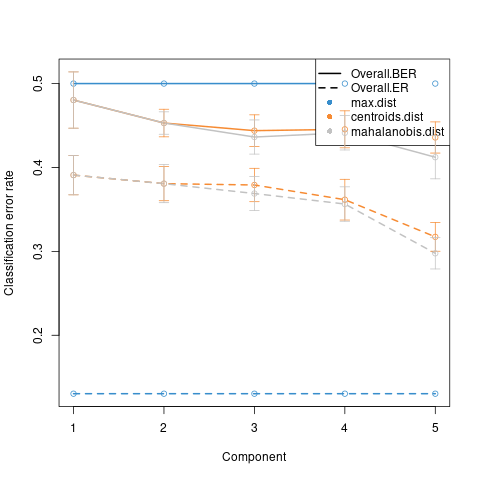 Overall.BER
Overall.ER
max.dist
centroids.dist
mahalanobis.dist
0.5
0.4
0.3
0.2
Classification error rate
1 2 3 4 5
Component